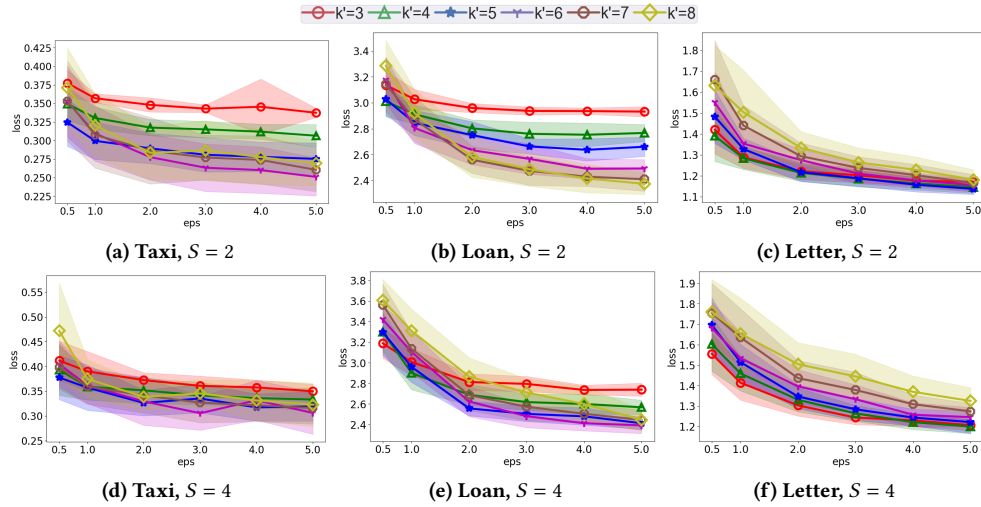 k'=3 k'=4 k'=5 k'=6 k'=7 k'=8
0.425
0.400
0.375
0.350
0.325
0.300
0.275
0.250
0.225
loss
0.5 1.0 2.0 3.0 4.0 5.0
eps
(a) Taxi, S = 2
3.4
3.2
3.0
2.8
2.6
2.4
loss
0.5 1.0 2.0 3.0 4.0 5.0
eps
(b) Loan, S = 2
1.8
1.7
1.6
1.5
1.4
1.3
1.2
1.1
loss
0.5 1.0 2.0 3.0 4.0 5.0
eps
(c) Letter, S = 2
0.55
0.50
0.45
0.40
0.35
0.30
0.25
loss
0.5 1.0 2.0 3.0 4.0 5.0
eps
(d) Taxi, S = 4
3.8
3.6
3.4
3.2
3.0
2.8
2.6
2.4
loss
0.5 1.0 2.0 3.0 4.0 5.0
eps
(e) Loan, S = 4
1.9
1.8
1.7
1.6
1.5
1.4
1.3
1.2
loss
0.5 1.0 2.0 3.0 4.0 5.0
eps
(f) Letter, S = 4